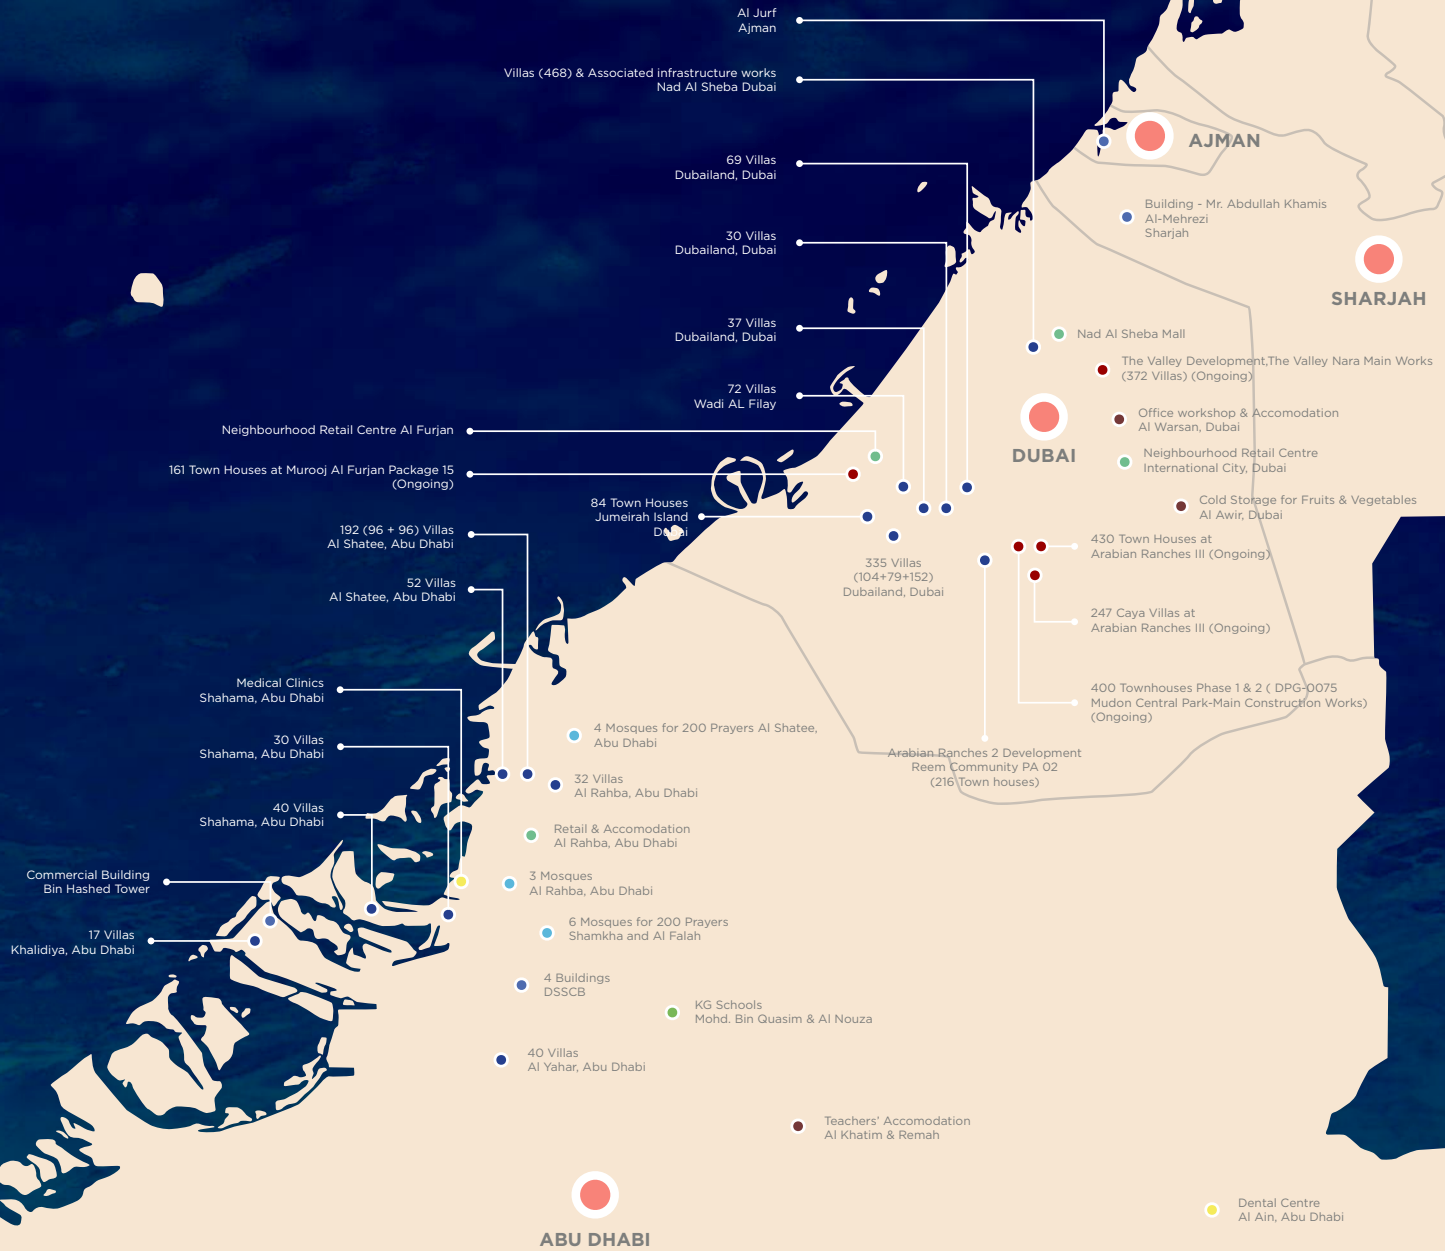 Al Jurf
Ajman
Villas (468) & Associated infrastructure works
Nad Al Sheba Dubai
AJMAN
69 Villas
Dubailand, Dubai
Building - Mr. Abdullah Khamis
Al-Mehrezi
Sharjah
30 Villas
Dubailand, Dubai
SHARJAH
37 Villas
Dubailand, Dubai
Nad Al Sheba Mall
The Valley Development,The Valley Nara Main Works
(372 Villas) (Ongoing)
72 Villas
Wadi AL Filay
Office workshop & Accomodation
Al Warsan, Dubai
Neighbourhood Retail Centre Al Furjan
DUBAI
Neighbourhood Retail Centre
International City, Dubai
161 Town Houses at Murooj Al Furjan Package 15
(Ongoing)
84 Town Houses
Jumeirah Island
Dubai
Cold Storage for Fruits & Vegetables
Al Awir, Dubai
192 (96 + 96) Villas
Al Shatee, Abu Dhabi
430 Town Houses at
Arabian Ranches III (Ongoing)
335 Villas
(104+79+152)
Dubailand, Dubai
52 Villas
Al Shatee, Abu Dhabi
247 Caya Villas at
Arabian Ranches III (Ongoing)
Medical Clinics
Shahama, Abu Dhabi
400 Townhouses Phase 1 & 2 ( DPG-0075
Mudon Central Park-Main Construction Works)
(Ongoing)
4 Mosques for 200 Prayers Al Shatee,
Abu Dhabi
30 Villas
Shahama, Abu Dhabi
Arabian Ranches 2 Development
Reem Community PA 02
(216 Town houses)
32 Villas
Al Rahba, Abu Dhabi
40 Villas
Shahama, Abu Dhabi
Retail & Accomodation
Al Rahba, Abu Dhabi
Commercial Building
Bin Hashed Tower
3 Mosques
Al Rahba, Abu Dhabi
6 Mosques for 200 Prayers
Shamkha and Al Falah
17 Villas
Khalidiya, Abu Dhabi
4 Buildings
DSSCB
KG Schools
Mohd. Bin Quasim & Al Nouza
40 Villas
Al Yahar, Abu Dhabi
Teachers' Accomodation
Al Khatim & Remah
Dental Centre
Al Ain, Abu Dhabi
ABU DHABI